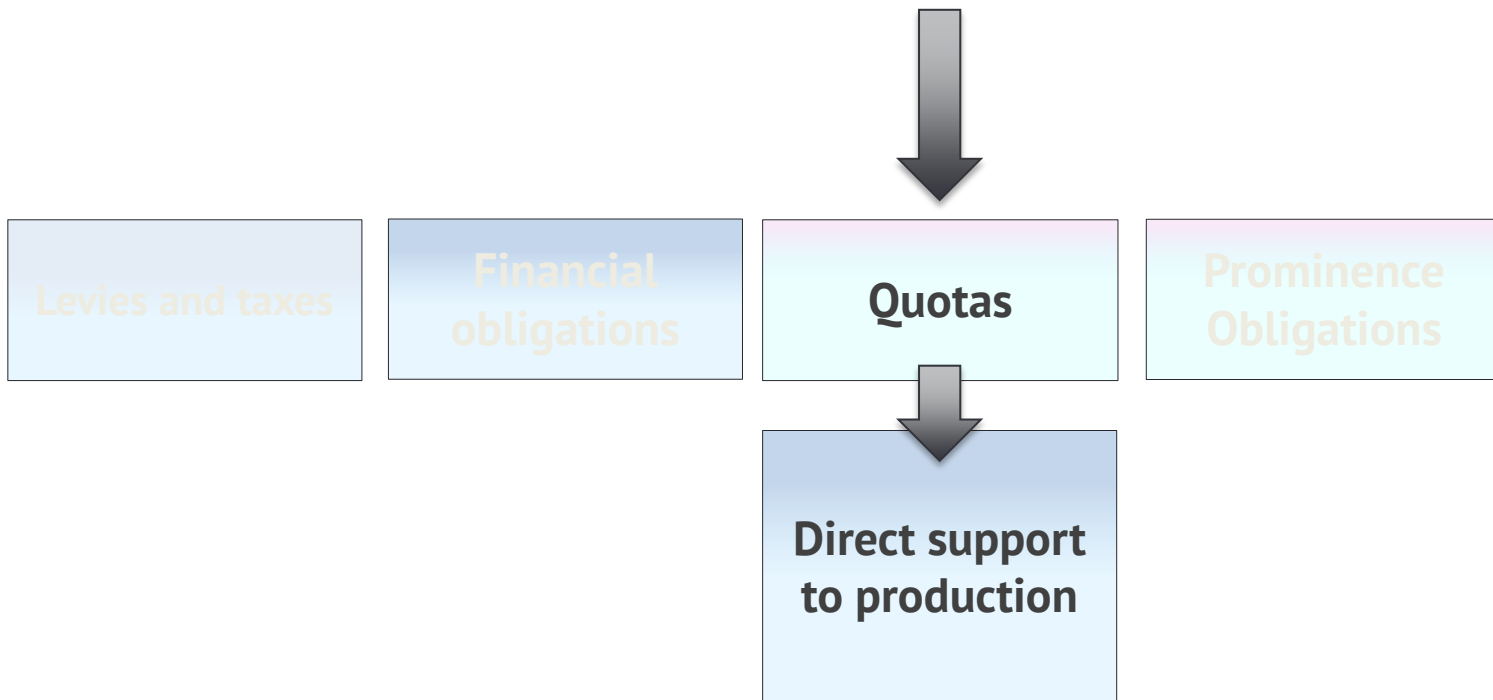 Levies and taxes
Financial
obligations
Quotas
Prominence
Obligations
Direct support
to production